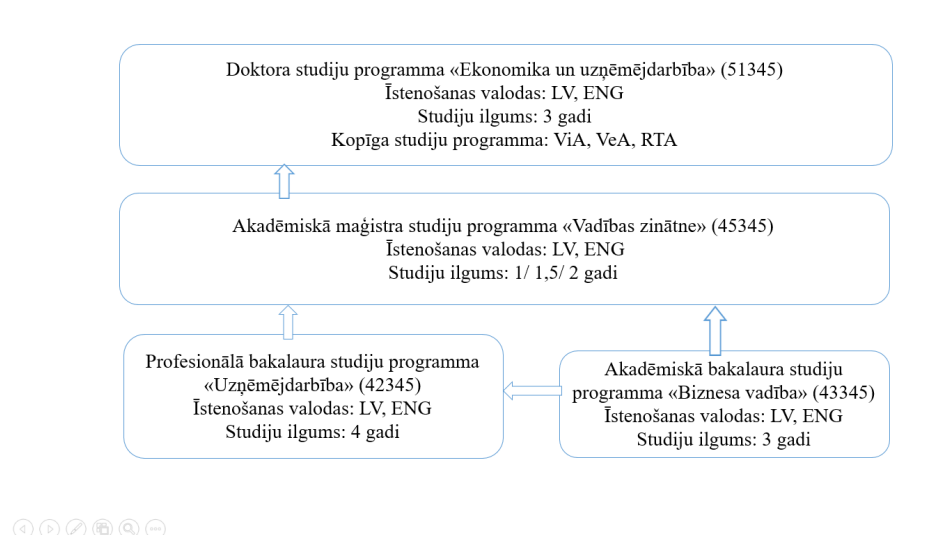 Doktora studiju programma «Ekonomika un uzņēmējdarbība» (51345)
Īstenošanas valodas: LV, ENG
Studiju ilgums: 3 gadi
Kopīga studiju programma: ViA, VeA, RTA
Akadēmiskā maģistra studiju programma «Vadības zinātne» (45345)
Īstenošanas valodas: LV, ENG
Studiju ilgums: 1/ 1,5/ 2 gadi
Profesionālā bakalaura studiju programma
«Uzņēmējdarbība» (42345)
Īstenošanas valodas: LV, ENG
Studiju ilgums: 4 gadi
Akadēmiskā bakalaura studiju
programma «Biznesa vadība» (43345)
Īstenošanas valodas: LV, ENG
Studiju ilgums: 3 gadi